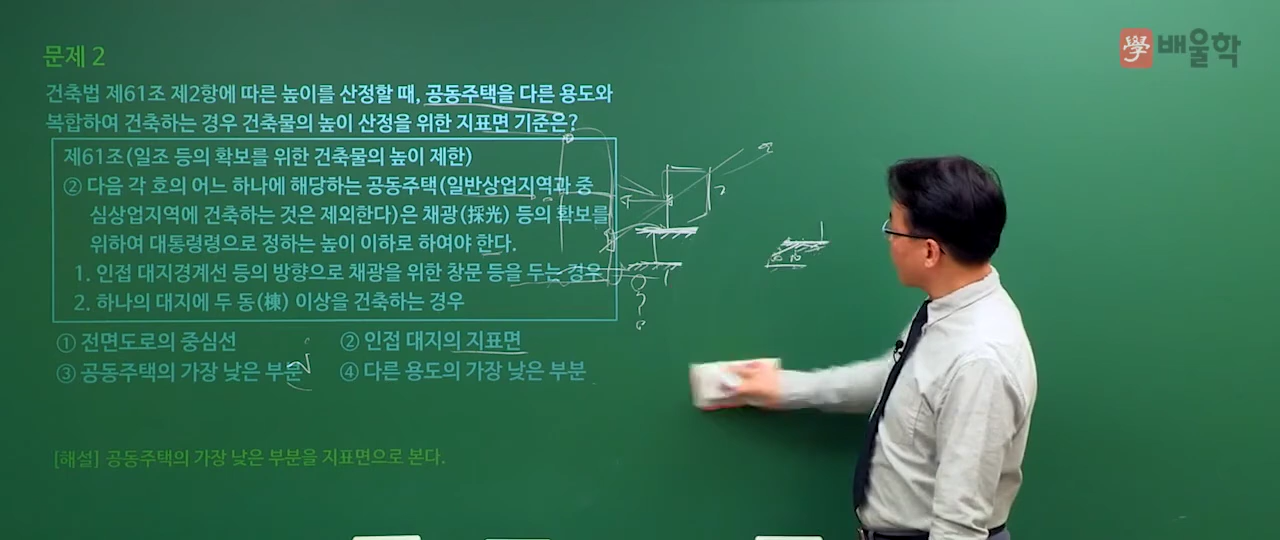 學 배울학
문제 2
건축법 제61조 제2항에 따른 높이를 산정할 때, 공동주택을 다른 용도와
복합하여 건축하는 경우 건축물의 높이 산정을 위한 지표면 기준은?
제61조(일조 등의 확보를 위한 건축물의 높이 제한)
② 다음 각 호의 어느 하나에 해당하는 공동주택(일반상업지역과 중
심상업지역에 건축하는 것은 제외한다)은 채광(採光) 등의 확보를
위하여 대통령령으로 정하는 높이 이하로 하여야 한다.
1. 인접 대지경계선 등의 방향으로 채광을 위한 창문 등을 두는 경우
2. 하나의 대지에 두 동(棟) 이상을 건축하는 경우
① 전면도로의 중심선 ② 인접 대지의 지표면
③ 공동주택의 가장 낮은 부분 ④ 다른 용도의 가장 낮은 부분
[해설] 공동주택의 가장 낮은 부분을 지표면으로 본다.